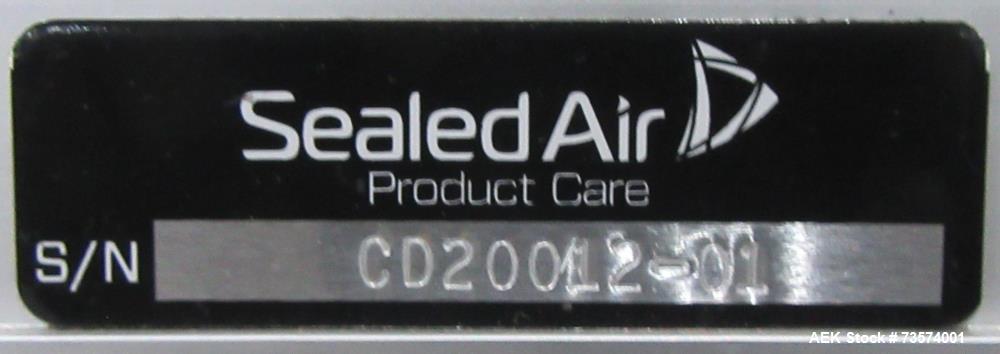 Sealed Air
Product Care
S/N CD20012-01
AEK Stock # 73574001